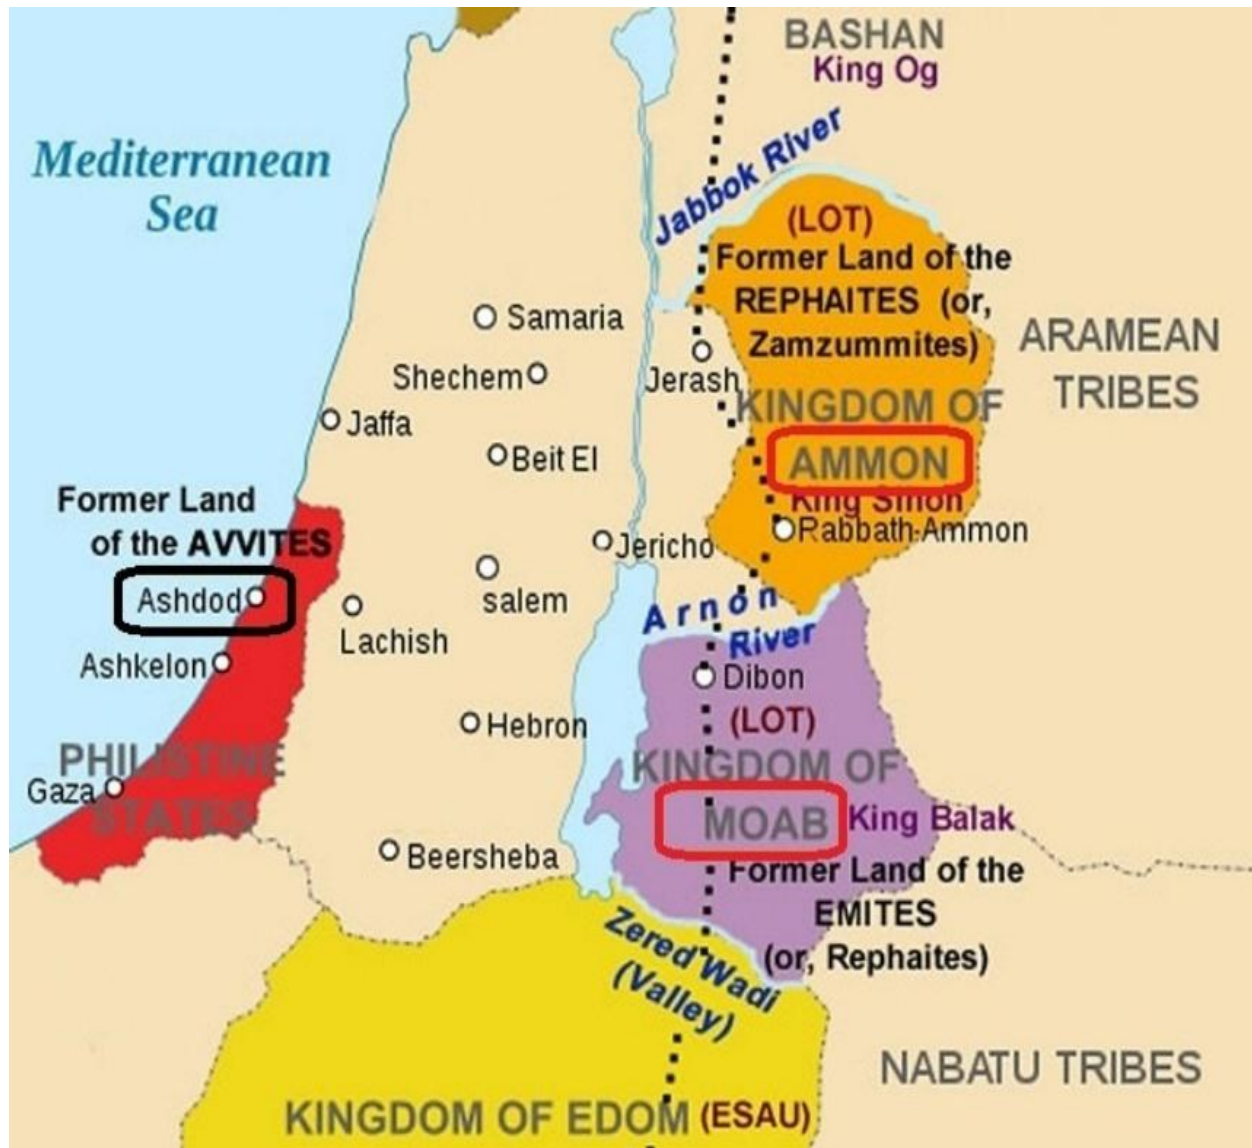 BASHAN
King Og
Mediterranean
Sea
Jabbok River
(LOT)
Former Land of the
REPHAITES (or,
Zamzummites)
ARAMEAN
TRIBES
Samaria
Shechem
Jerash
KINGDOM OF
AMMON
King Sihon
Rabbath-Ammon
Jaffa
Beit El
Former Land
of the AVVITES
Jericho
Ashdod
salem
Lachish
Arnon
River
Ashkelon
Dibon
Hebron
(LOT)
KINGDOM OF
MOAB
King Balak
PHILISTINE
STATES
Gaza
Beersheba
Former Land of the
EMITES
(or, Rephaites)
Zered Wadi
(Valley)
NABATU TRIBES
KINGDOM OF EDOM (ESAU)